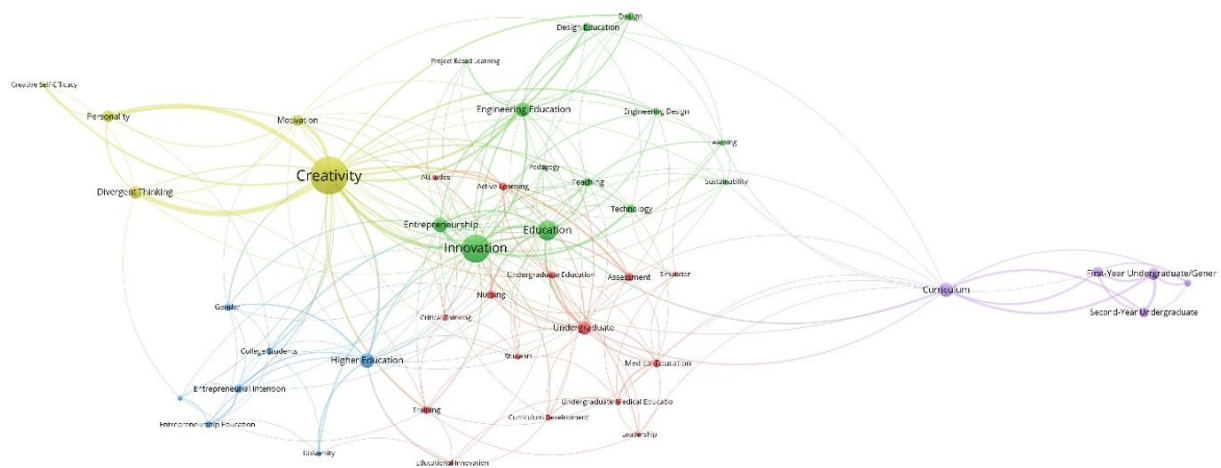 Design
Design Education
Project Based Learning
Creative Self-Efficacy
Engineering Education
Engineering Design
Personality
Motivation
Learning
Creativity
Pedagogy
Attitudes
Active Learning
Teaching
Sustainability
Divergent Thinking
Technology
Entrepreneurship
Education
Innovation
Undergraduate Education
Assessment
Simulation
First-Year Undergraduate/Gener
Curriculum
Nursing
Gender
Critical Thinking
Second-Year Undergraduate
Undergraduate
College Students
Higher Education
Students
Medical Education
Entrepreneurial Intention
Undergraduate Medical Educatio
Training
Curriculum Development
Entrepreneurship Education
Leadership
University
Educational Innovation